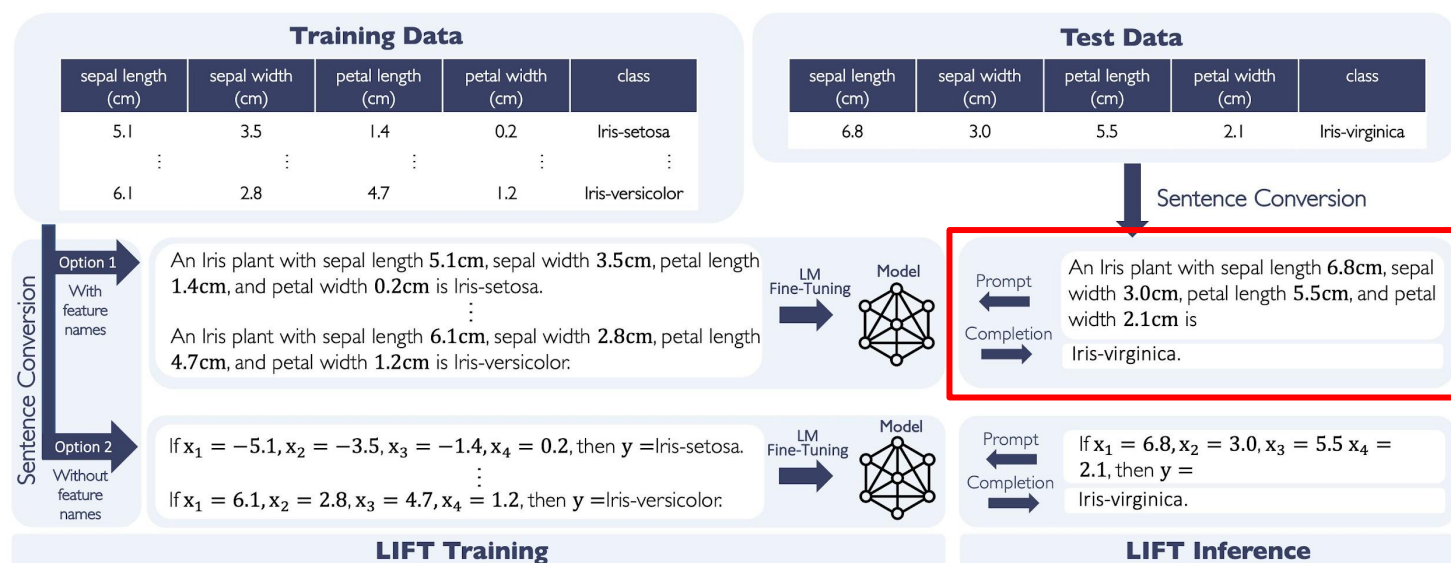 Training Data
sepal length (cm) sepal width (cm) petal length (cm) petal width (cm) class
5.1 3.5 1.4 0.2 Iris-setosa
⋮ ⋮ ⋮ ⋮ ⋮
6.1 2.8 4.7 1.2 Iris-versicolor
Test Data
sepal length (cm) sepal width (cm) petal length (cm) petal width (cm) class
6.8 3.0 5.5 2.1 Iris-virginica
Sentence Conversion
Sentence Conversion
Option 1
With
feature
names
An Iris plant with sepal length 5.1cm, sepal width 3.5cm, petal length
1.4cm, and petal width 0.2cm is Iris-setosa.
⋮
An Iris plant with sepal length 6.1cm, sepal width 2.8cm, petal length
4.7cm, and petal width 1.2cm is Iris-versicolor.
LM
Fine-Tuning
Model
Prompt
Completion
An Iris plant with sepal length 6.8cm, sepal
width 3.0cm, petal length 5.5cm, and petal
width 2.1cm is
Iris-virginica.
Option 2
Without
feature
names
If x₁ = −5.1, x₂ = −3.5, x₃ = −1.4, x₄ = 0.2, then y =Iris-setosa.
⋮
If x₁ = 6.1, x₂ = 2.8, x₃ = 4.7, x₄ = 1.2, then y =Iris-versicolor.
LM
Fine-Tuning
Model
Prompt
Completion
If x₁ = 6.8, x₂ = 3.0, x₃ = 5.5 x₄ =
2.1, then y =
Iris-virginica.
LIFT Training
LIFT Inference